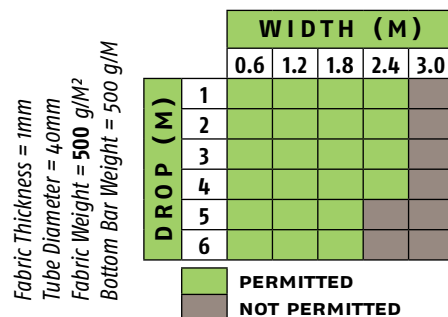 Fabric Thickness = 1mm
Tube Diameter = 40mm
Fabric Weight = 500 g/M²
Bottom Bar Weight = 500 g/M
WIDTH (M)
0.6 1.2 1.8 2.4 3.0
DROP (M)
1
2
3
4
5
6
PERMITTED
NOT PERMITTED